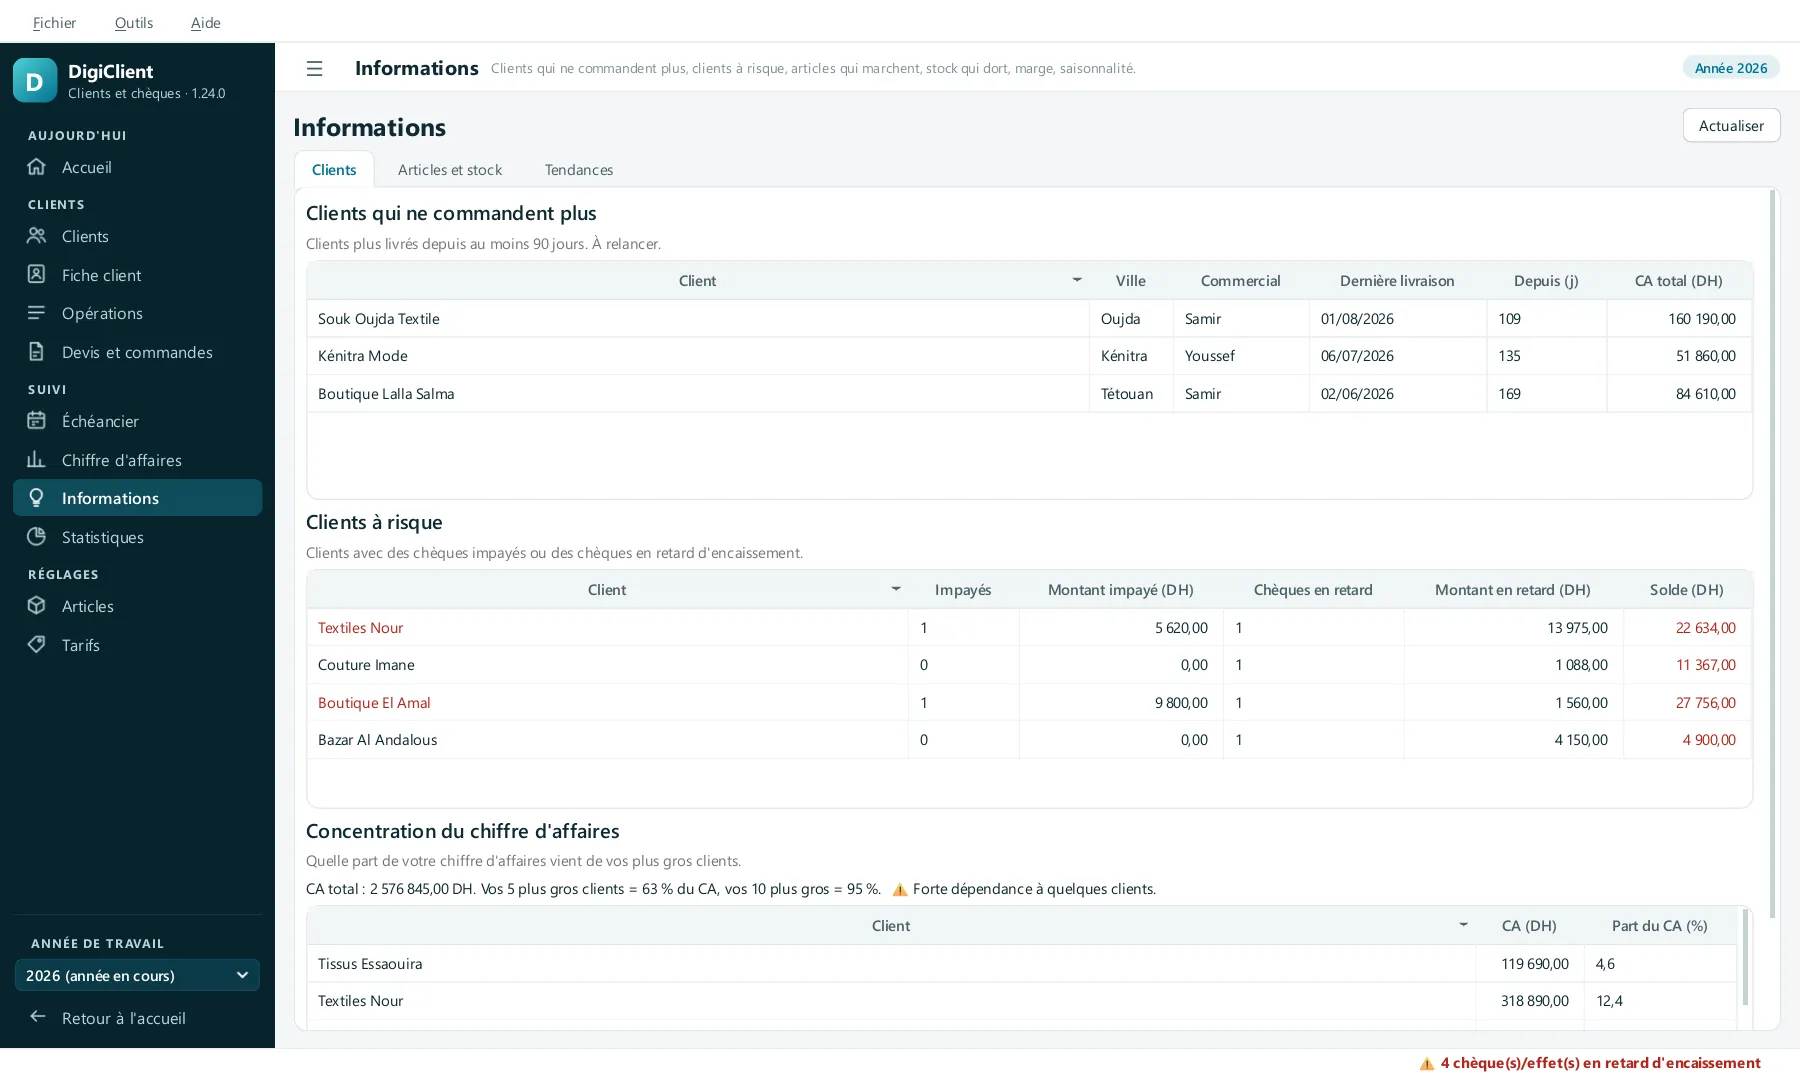 Fichier Outils Aide
D DigiClient
Clients et chèques · 1.24.0
AUJOURD'HUI
Accueil
CLIENTS
Clients
Fiche client
Opérations
Devis et commandes
SUIVI
Échéancier
Chiffre d'affaires
Informations
Statistiques
RÉGLAGES
Articles
Tarifs
ANNÉE DE TRAVAIL
2026 (année en cours)
Retour à l'accueil
Informations Clients qui ne commandent plus, clients à risque, articles qui marchent, stock qui dort, marge, saisonnalité. Année 2026
Informations Actualiser
Clients Articles et stock Tendances
Clients qui ne commandent plus
Clients plus livrés depuis au moins 90 jours. À relancer.
Client Ville Commercial Dernière livraison Depuis (j) CA total (DH)
Souk Oujda Textile Oujda Samir 01/08/2026 109 160 190,00
Kénitra Mode Kénitra Youssef 06/07/2026 135 51 860,00
Boutique Lalla Salma Tétouan Samir 02/06/2026 169 84 610,00
Clients à risque
Clients avec des chèques impayés ou des chèques en retard d'encaissement.
Client Impayés Montant impayé (DH) Chèques en retard Montant en retard (DH) Solde (DH)
Textiles Nour 1 5 620,00 1 13 975,00 22 634,00
Couture Imane 0 0,00 1 1 088,00 11 367,00
Boutique El Amal 1 9 800,00 1 1 560,00 27 756,00
Bazar Al Andalous 0 0,00 1 4 150,00 4 900,00
Concentration du chiffre d'affaires
Quelle part de votre chiffre d'affaires vient de vos plus gros clients.
CA total : 2 576 845,00 DH. Vos 5 plus gros clients = 63 % du CA, vos 10 plus gros = 95 %. ⚠ Forte dépendance à quelques clients.
Client CA (DH) Part du CA (%)
Tissus Essaouira 119 690,00 4,6
Textiles Nour 318 890,00 12,4
⚠ 4 chèque(s)/effet(s) en retard d'encaissement